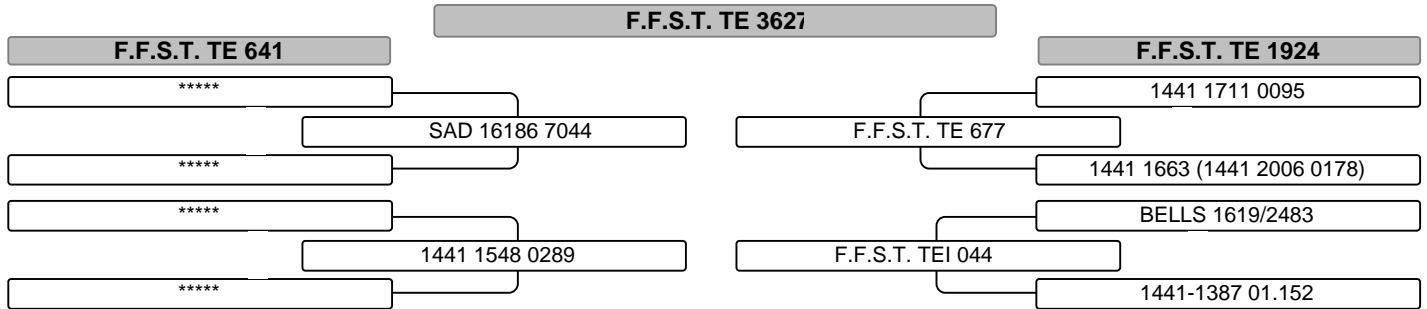 F.F.S.T. TE 3627
F.F.S.T. TE 641
F.F.S.T. TE 1924
*****
1441 1711 0095
SAD 16186 7044
F.F.S.T. TE 677
*****
1441 1663 (1441 2006 0178)
*****
BELLS 1619/2483
1441 1548 0289
F.F.S.T. TEI 044
*****
1441-1387 01.152